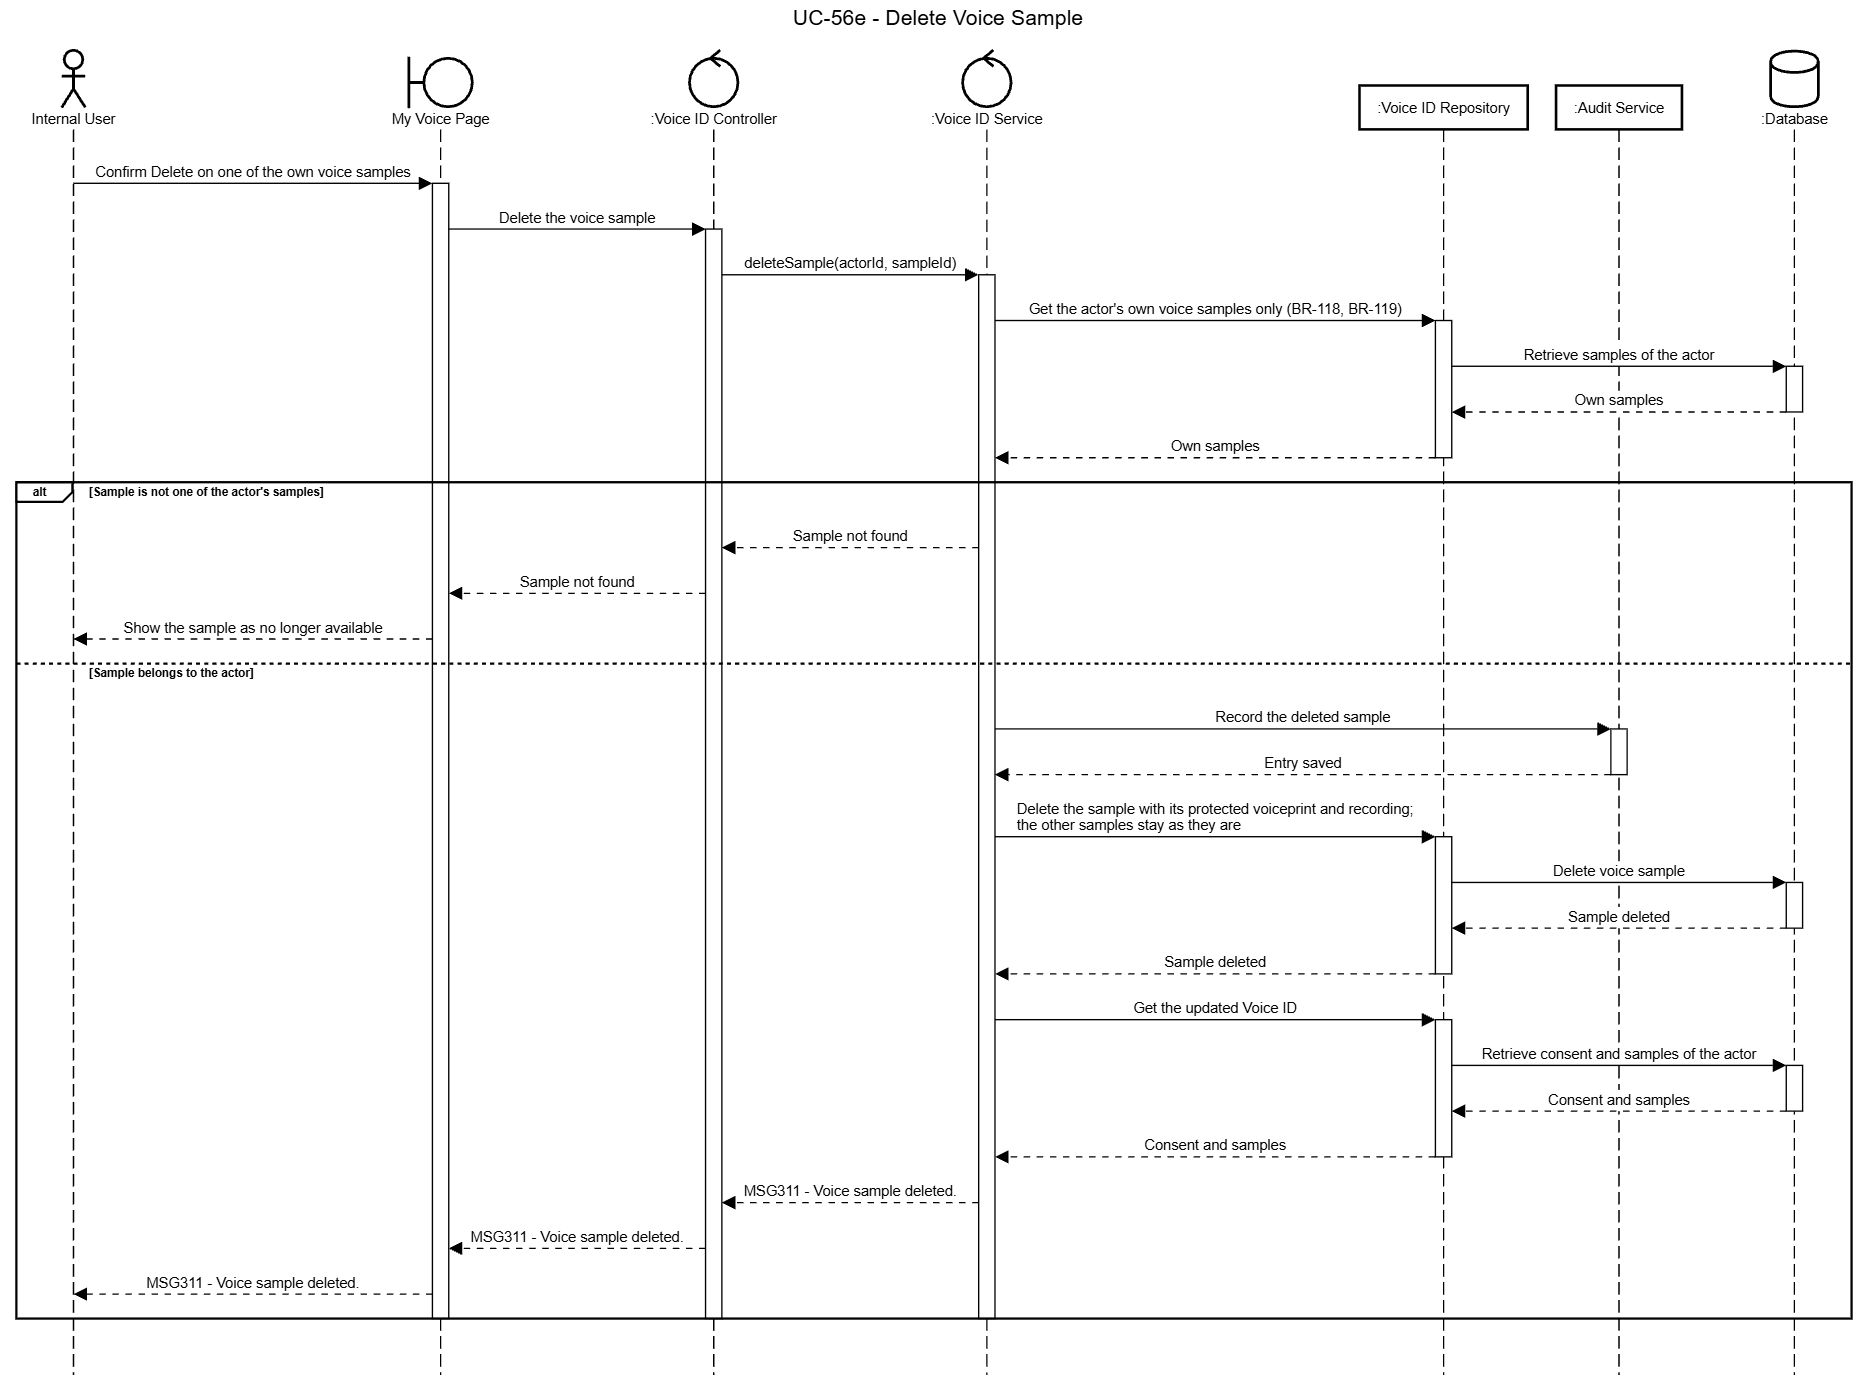 UC-56e - Delete Voice Sample
Internal User
My Voice Page
:Voice ID Controller
:Voice ID Service
:Voice ID Repository
:Audit Service
:Database
Confirm Delete on one of the own voice samples
Delete the voice sample
deleteSample(actorId, sampleId)
Get the actor's own voice samples only (BR-118, BR-119)
Retrieve samples of the actor
Own samples
Own samples
alt
[Sample is not one of the actor's samples]
Sample not found
Sample not found
Show the sample as no longer available
[Sample belongs to the actor]
Record the deleted sample
Entry saved
Delete the sample with its protected voiceprint and recording;
the other samples stay as they are
Delete voice sample
Sample deleted
Sample deleted
Get the updated Voice ID
Retrieve consent and samples of the actor
Consent and samples
Consent and samples
MSG311 - Voice sample deleted.
MSG311 - Voice sample deleted.
MSG311 - Voice sample deleted.